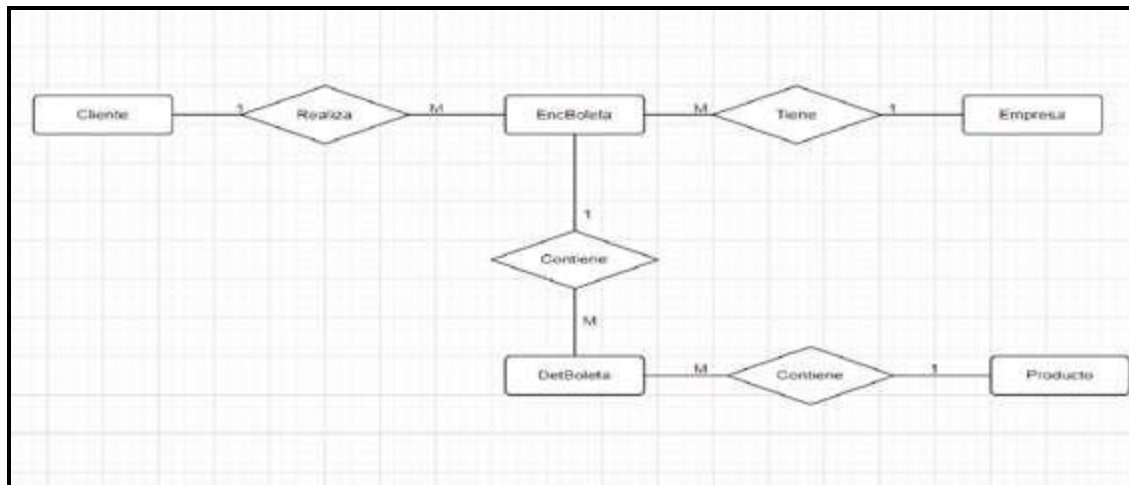 Cliente 1 Realiza M EncBoleta M Tiene 1 Empresa
1
Contiene
M
DetBoleta M Contiene 1 Producto